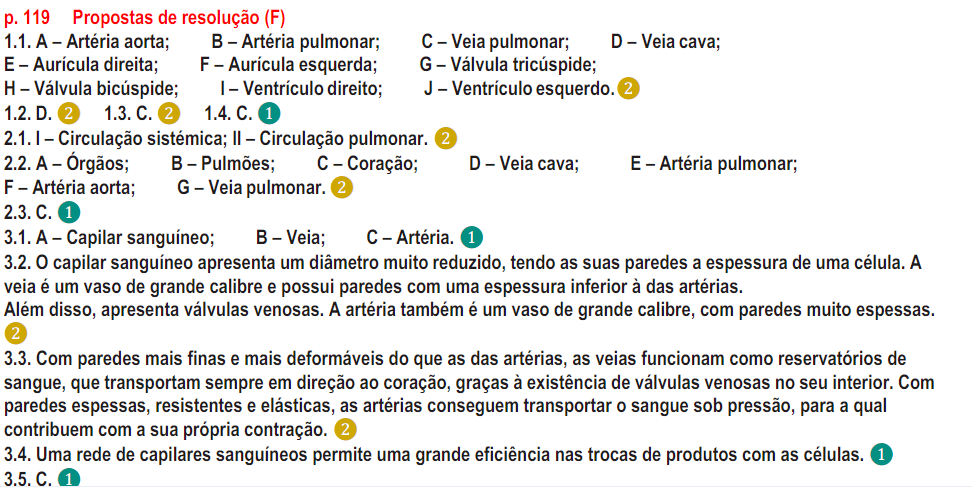 p. 119 Propostas de resolução (F)
1.1. A – Artéria aorta; B – Artéria pulmonar; C – Veia pulmonar; D – Veia cava;
E – Aurícula direita; F – Aurícula esquerda; G – Válvula tricúspide;
H – Válvula bicúspide; I – Ventrículo direito; J – Ventrículo esquerdo. 2
1.2. D. 2 1.3. C. 2 1.4. C. 1
2.1. I – Circulação sistémica; II – Circulação pulmonar. 2
2.2. A – Órgãos; B – Pulmões; C – Coração; D – Veia cava; E – Artéria pulmonar;
F – Artéria aorta; G – Veia pulmonar. 2
2.3. C. 1
3.1. A – Capilar sanguíneo; B – Veia; C – Artéria. 1
3.2. O capilar sanguíneo apresenta um diâmetro muito reduzido, tendo as suas paredes a espessura de uma célula. A
veia é um vaso de grande calibre e possui paredes com uma espessura inferior à das artérias.
Além disso, apresenta válvulas venosas. A artéria também é um vaso de grande calibre, com paredes muito espessas.
2
3.3. Com paredes mais finas e mais deformáveis do que as das artérias, as veias funcionam como reservatórios de
sangue, que transportam sempre em direção ao coração, graças à existência de válvulas venosas no seu interior. Com
paredes espessas, resistentes e elásticas, as artérias conseguem transportar o sangue sob pressão, para a qual
contribuem com a sua própria contração. 2
3.4. Uma rede de capilares sanguíneos permite uma grande eficiência nas trocas de produtos com as células. 1
3.5. C. 1